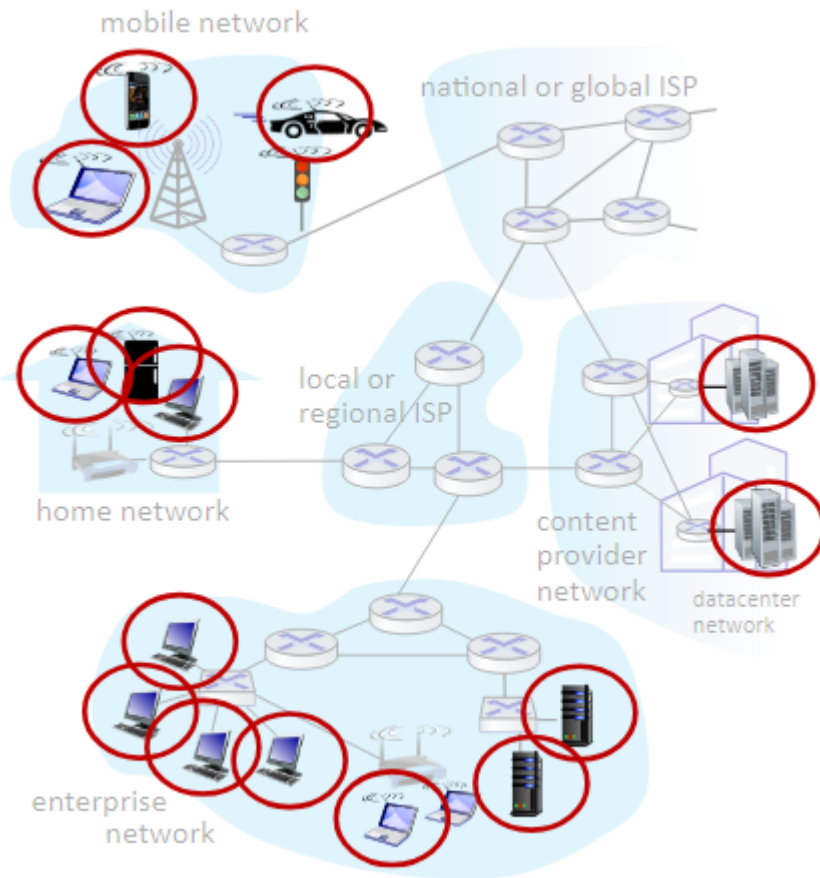 mobile network
national or global ISP
local or
regional ISP
home network
content
provider
network
datacenter
network
enterprise
network